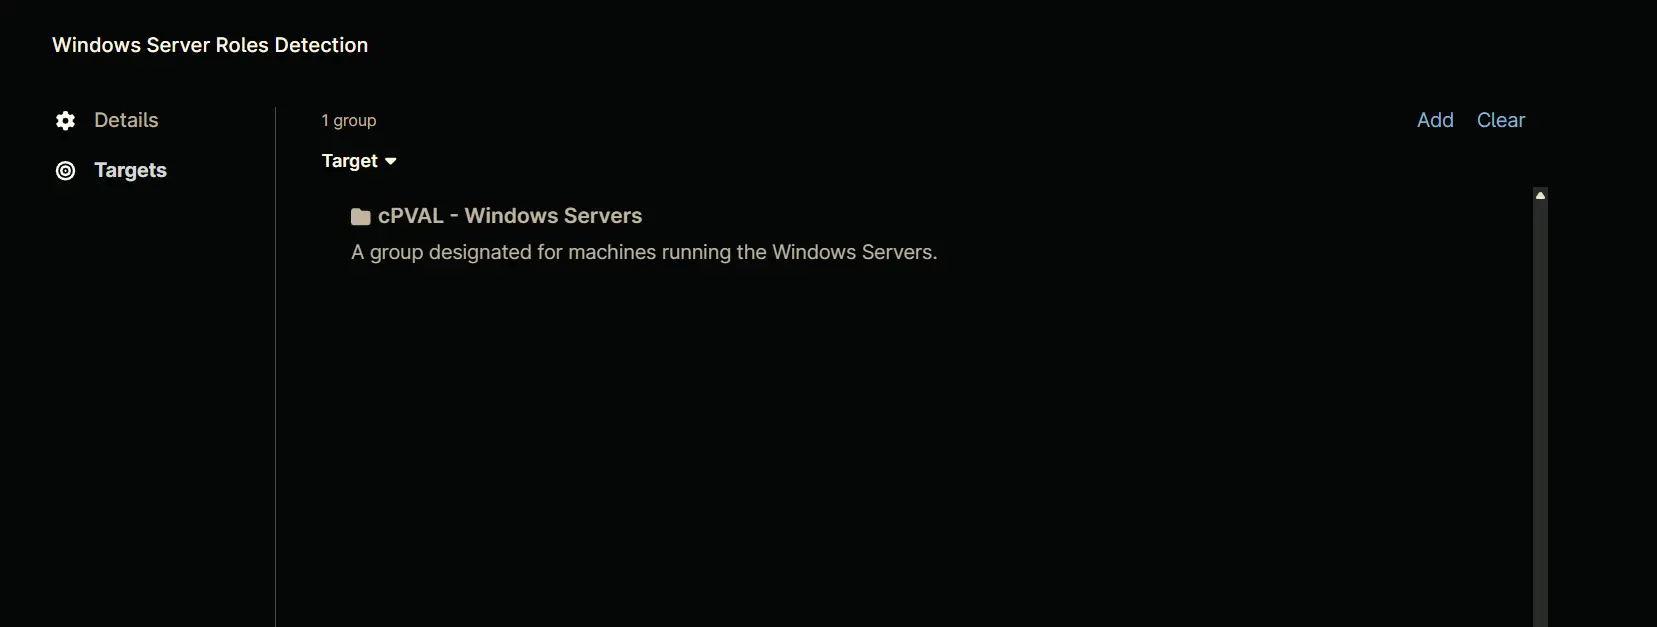 Windows Server Roles Detection
Details
Targets
1 group
Add Clear
Target
cPVAL - Windows Servers
A group designated for machines running the Windows Servers.